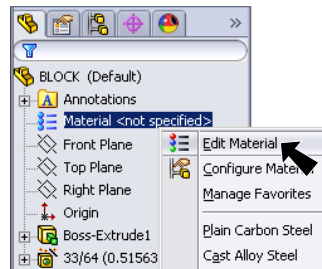 »
BLOCK (Default)
Annotations
Material <not specified>
Front Plane
Top Plane
Right Plane
Origin
Boss-Extrude1
33/64 (0.51563
Edit Material
Configure Mater
Manage Favorites
Plain Carbon Steel
Cast Alloy Steel